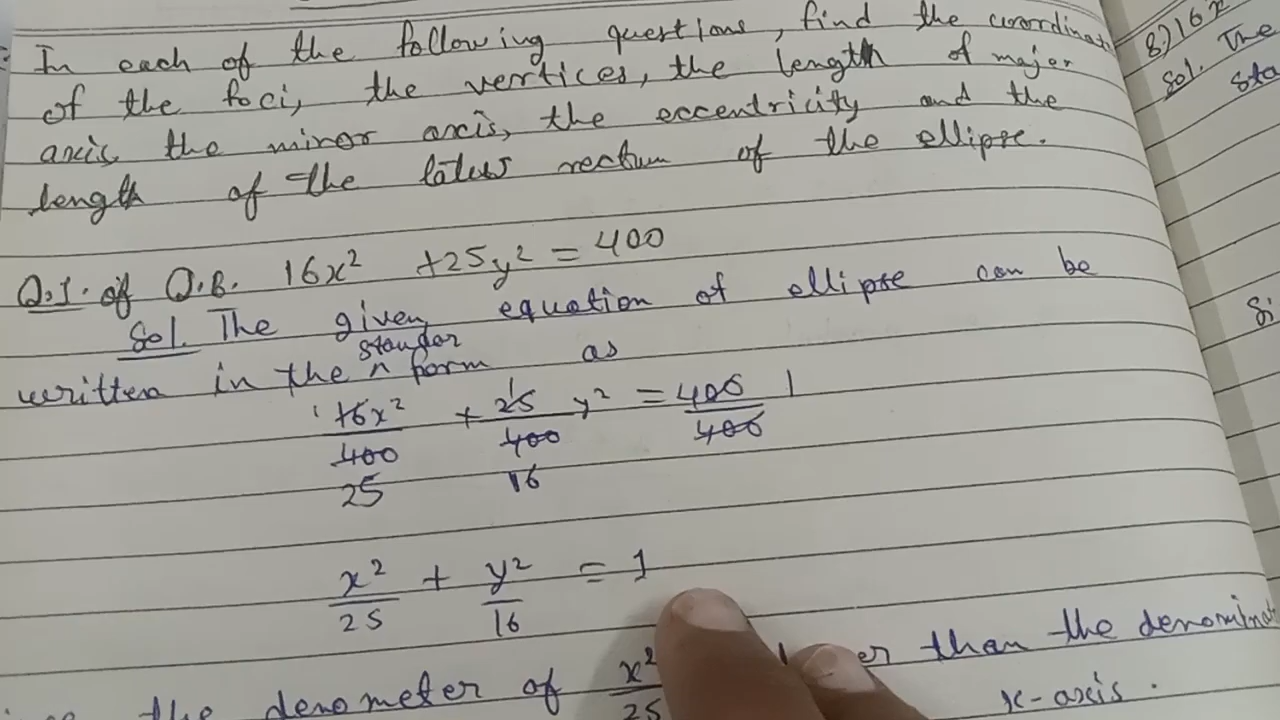 In each of the following questions, find the coordinate
of the foci, the vertices, the length of major
axis, the minor axis, the eccentricity and the
length of the latus rectum of the ellipse.
Q.1. of Q.B. 16x² + 25y² = 400
Sol. The given equation of ellipse can be
standar
written in the ^ form as
16x²/400 + 25/400 y² = 400/400 1
25 16
x²/25 + y²/16 = 1
the denometer of x²/25 er than the denominat
x-axis.
8) 16x
Sol. The
sta